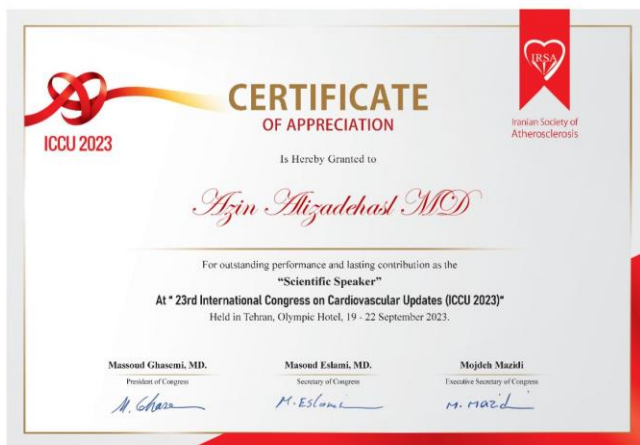 ICCU 2023
IRSA
Iranian Society of
Atherosclerosis
CERTIFICATE
OF APPRECIATION
Is Hereby Granted to
Azin Alizadehasl MD
For outstanding performance and lasting contribution as the
"Scientific Speaker"
At " 23rd International Congress on Cardiovascular Updates (ICCU 2023)"
Held in Tehran, Olympic Hotel, 19 - 22 September 2023.
Massoud Ghasemi, MD.
President of Congress
Masoud Eslami, MD.
Secretary of Congress
Mojdeh Mazidi
Executive Secretary of Congress
M. Eslami
M. Mazid